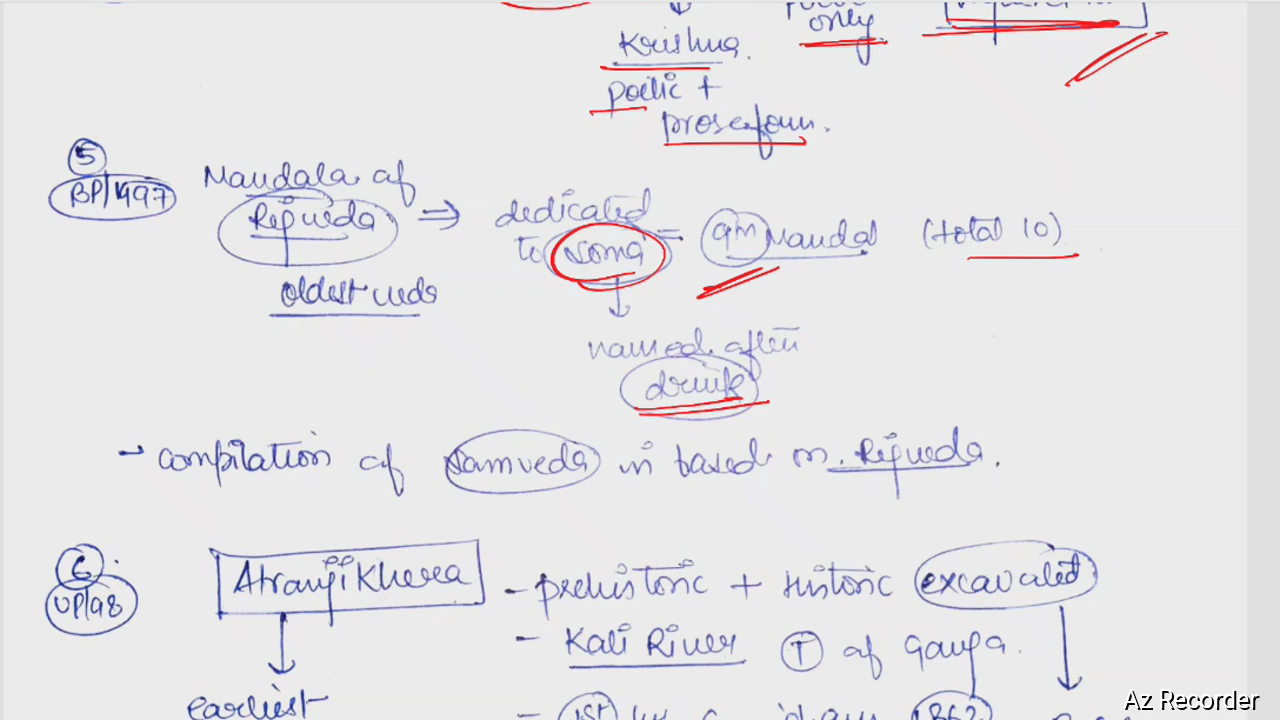 Krishna.
only
poetic +
prose form.
5
BP/1997
Mandala of
Rigveda ⇒ dedicated
to soma = 9th Mandal (total 10)
oldest veda
named after
drink
- compilation of Samveda is based on Rigveda.
6
UP/98
Atranjikhera - prehistoric + historic excavated
- Kali River (T) of Ganga.
earliest
- 1st 1862
Az Recorder